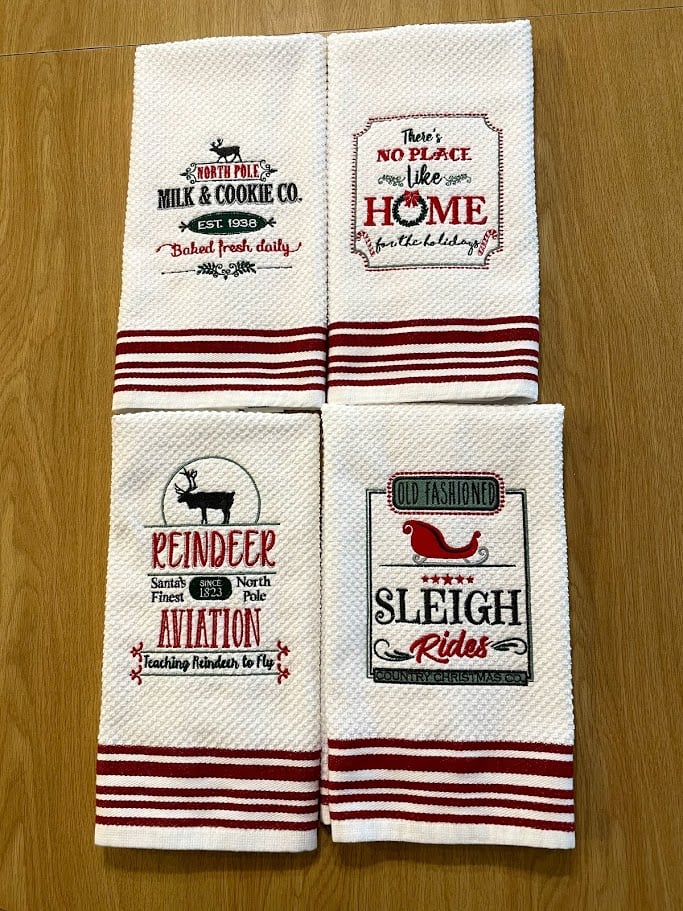 NORTH POLE
MILK & COOKIE CO.
EST. 1938
Baked fresh daily
There's
NO PLACE
like
HOME
for the holidays
REINDEER
Santa's Finest
SINCE 1823
North Pole
AVIATION
Teaching Reindeer to Fly
OLD FASHIONED
SLEIGH
Rides
COUNTRY CHRISTMAS CO.